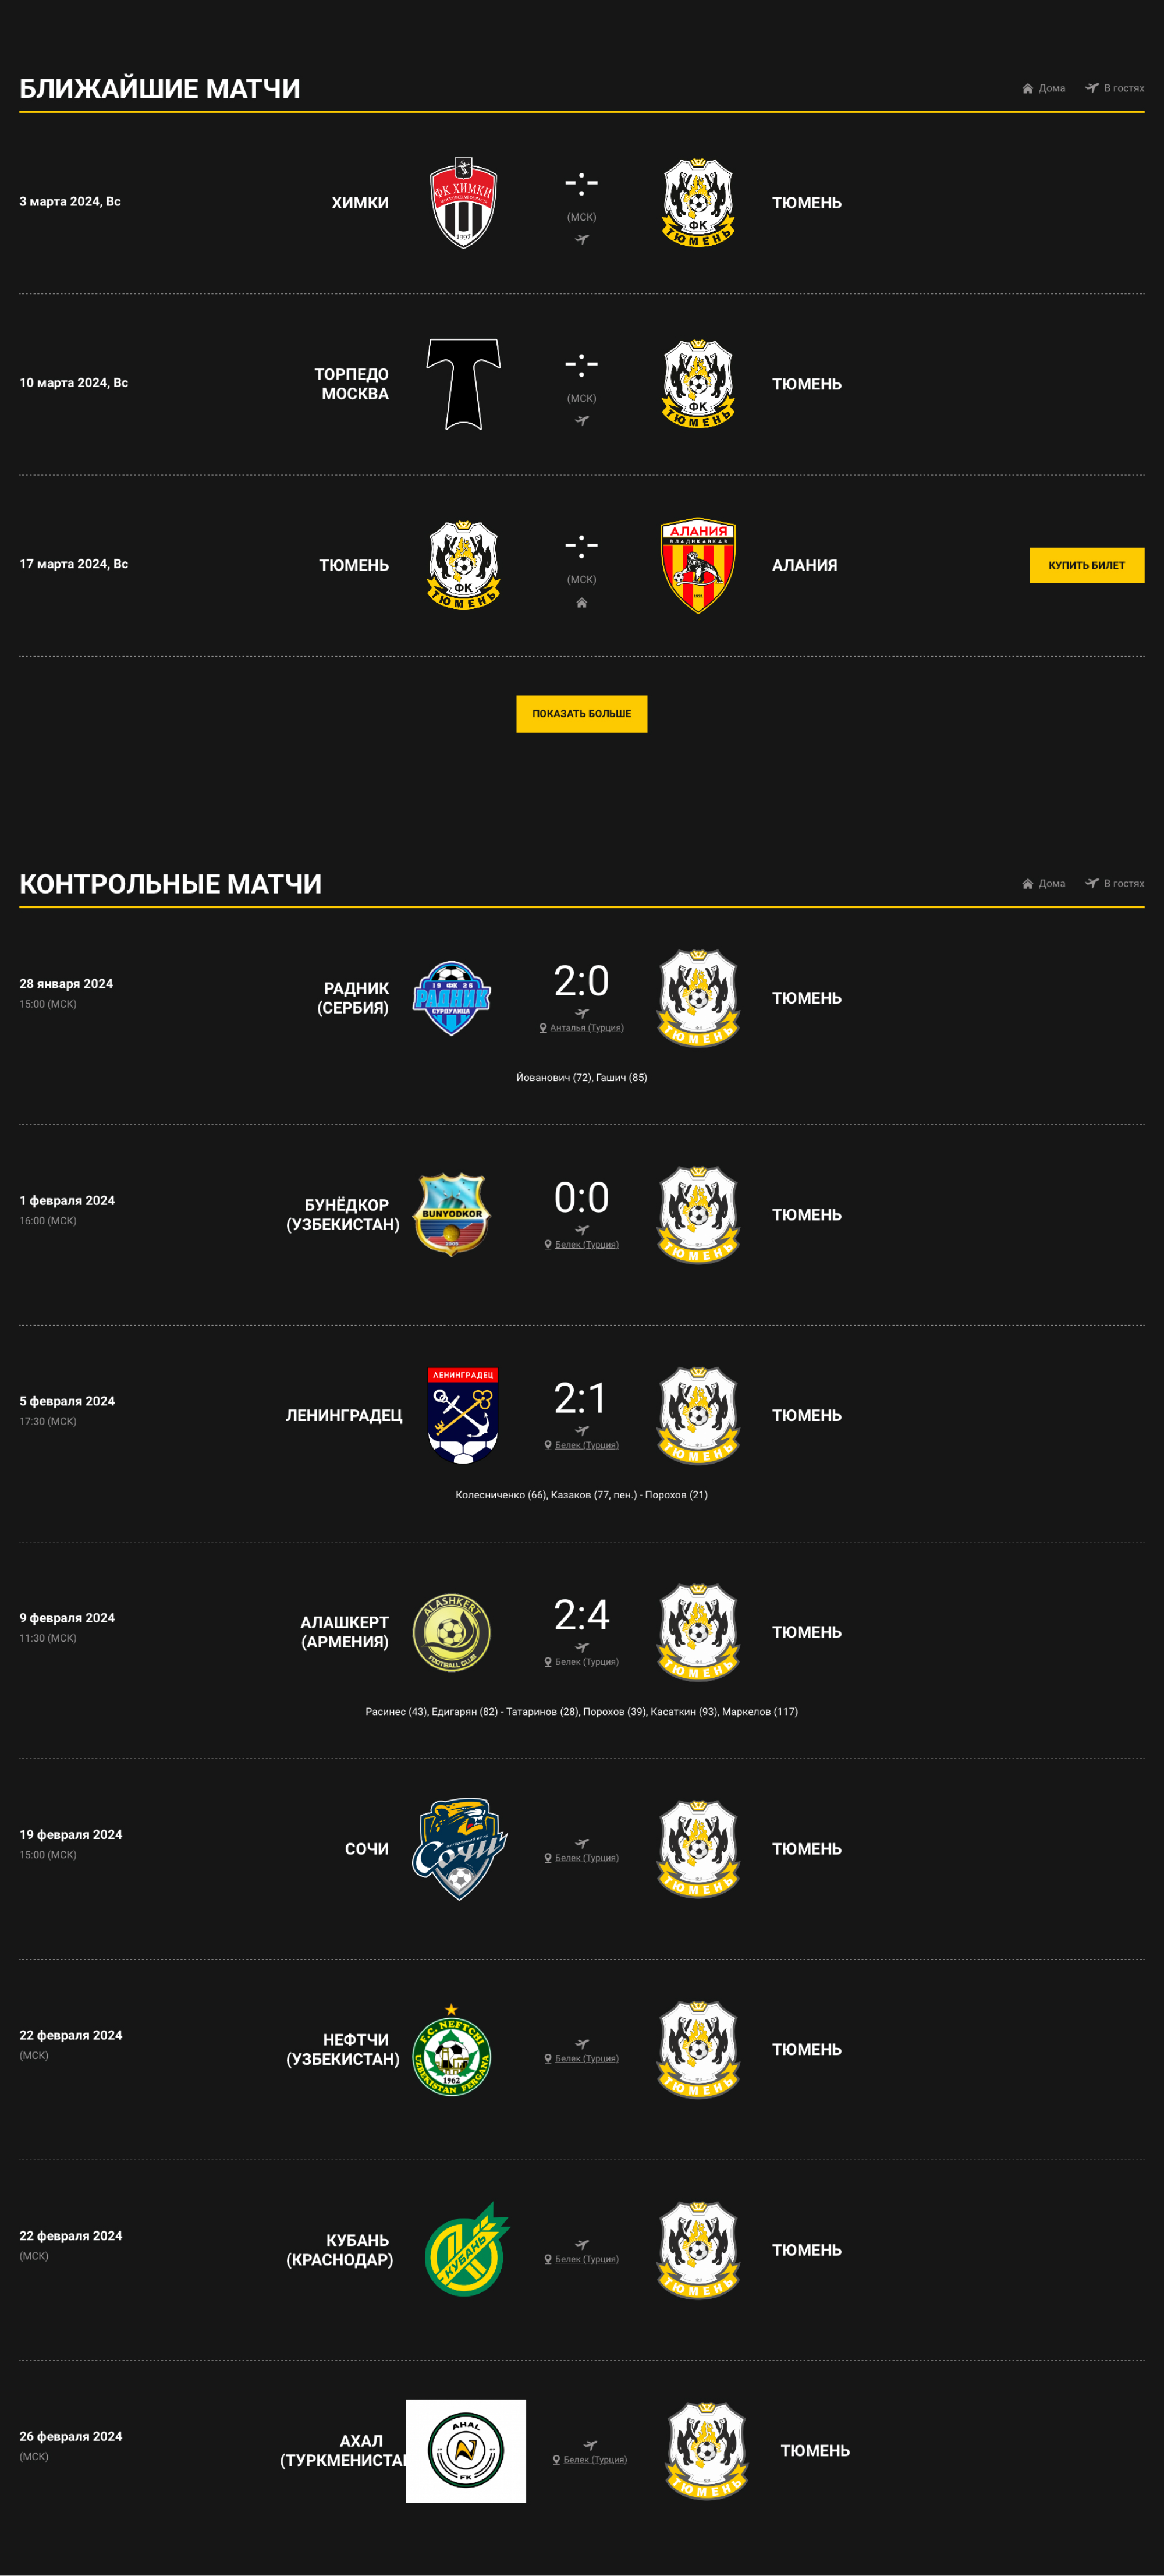 БЛИЖАЙШИЕ МАТЧИ
Дома В гостях
3 марта 2024, Вс
ХИМКИ
ФК ХИМКИ
1997
-:-
(МСК)
ФК
ТЮМЕНЬ
ТЮМЕНЬ
10 марта 2024, Вс
ТОРПЕДО
МОСКВА
-:-
(МСК)
ФК
ТЮМЕНЬ
ТЮМЕНЬ
17 марта 2024, Вс
ТЮМЕНЬ
ФК
ТЮМЕНЬ
-:-
(МСК)
АЛАНИЯ
ВЛАДИКАВКАЗ
АЛАНИЯ
КУПИТЬ БИЛЕТ
ПОКАЗАТЬ БОЛЬШЕ
КОНТРОЛЬНЫЕ МАТЧИ
Дома В гостях
28 января 2024
15:00 (МСК)
РАДНИК
(СЕРБИЯ)
19 ФК 26
РАДНИК
СУРДУЛИЦА
2:0
Анталья (Турция)
ТЮМЕНЬ
ТЮМЕНЬ
Йованович (72), Гашич (85)
1 февраля 2024
16:00 (МСК)
БУНЁДКОР
(УЗБЕКИСТАН)
BUNYODKOR
2005
0:0
Белек (Турция)
ТЮМЕНЬ
ТЮМЕНЬ
5 февраля 2024
17:30 (МСК)
ЛЕНИНГРАДЕЦ
ЛЕНИНГРАДЕЦ
2:1
Белек (Турция)
ТЮМЕНЬ
ТЮМЕНЬ
Колесниченко (66), Казаков (77, пен.) - Порохов (21)
9 февраля 2024
11:30 (МСК)
АЛАШКЕРТ
(АРМЕНИЯ)
ALASHKERT
FOOTBALL CLUB
2:4
Белек (Турция)
ТЮМЕНЬ
ТЮМЕНЬ
Расинес (43), Едигарян (82) - Татаринов (28), Порохов (39), Касаткин (93), Маркелов (117)
19 февраля 2024
15:00 (МСК)
СОЧИ
ФУТБОЛЬНЫЙ КЛУБ
Сочи
Белек (Турция)
ТЮМЕНЬ
ТЮМЕНЬ
22 февраля 2024
(МСК)
НЕФТЧИ
(УЗБЕКИСТАН)
F.C. NEFTCHI
1962
UZBEKISTAN FERGANA
Белек (Турция)
ТЮМЕНЬ
ТЮМЕНЬ
22 февраля 2024
(МСК)
КУБАНЬ
(КРАСНОДАР)
КУБАНЬ
Белек (Турция)
ТЮМЕНЬ
ТЮМЕНЬ
26 февраля 2024
(МСК)
АХАЛ
(ТУРКМЕНИСТА
AHAL
FK
Белек (Турция)
ТЮМЕНЬ
ТЮМЕНЬ